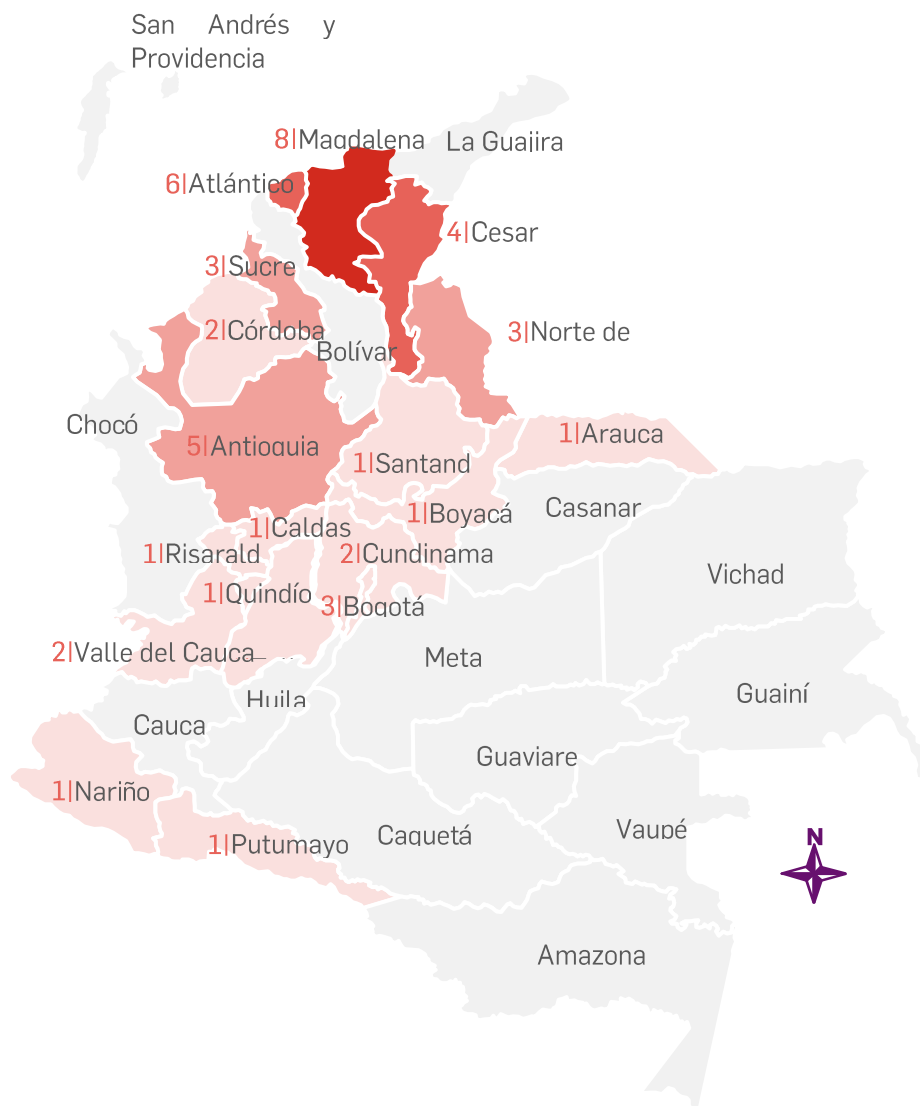 San Andrés y
Providencia
8|Magdalena
La Guajira
6|Atlántico
4|Cesar
3|Sucre
2|Córdoba
3|Norte de
Bolívar
Chocó
5|Antioquia
1|Arauca
1|Santand
Casanar
1|Boyacá
1|Caldas
1|Risarald
2|Cundinama
Vichad
1|Quindío
3|Bogotá
2|Valle del Cauca
Meta
Huila
Guainí
Cauca
Guaviare
1|Nariño
Vaupé
Caquetá
1|Putumayo
N
Amazona